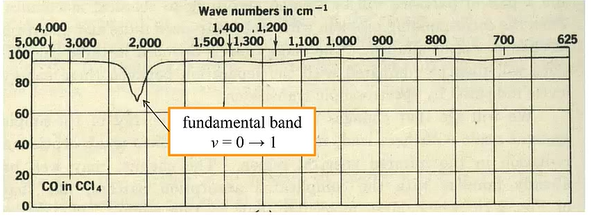 Wave numbers in cm⁻¹
4,000 1,400 1,200
5,000 3,000 2,000 1,500 1,300 1,100 1,000 900 800 700 625
100
80
60
fundamental band
v = 0 → 1
40
20
CO in CCl₄
0